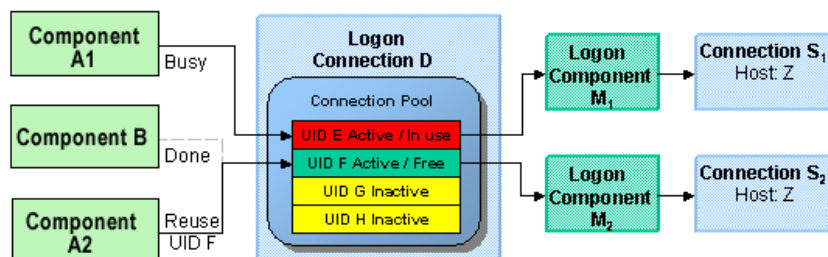 Component
A1
Busy
Component B
Done
Component
A2
Reuse
UID F
Logon
Connection D
Connection Pool
UID E Active / In use
UID F Active / Free
UID G Inactive
UID H Inactive
Logon
Component
M1
Connection S1
Host: Z
Logon
Component
M2
Connection S2
Host: Z